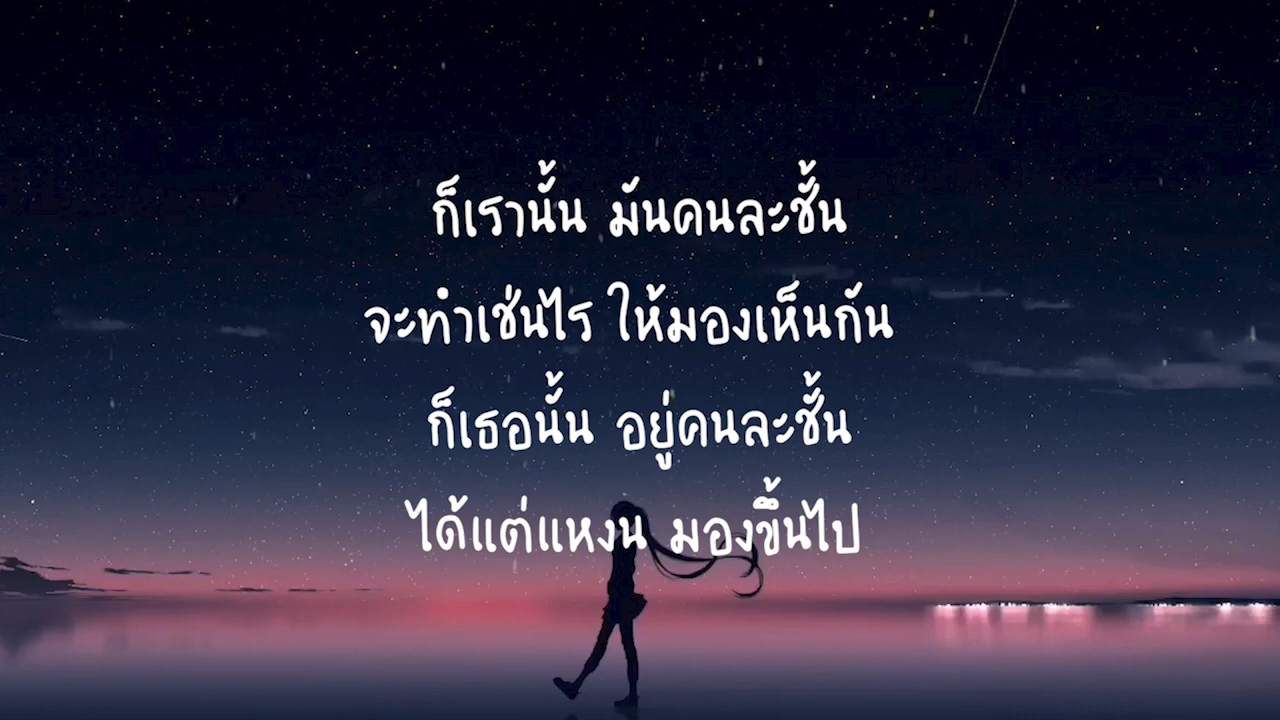 ก็เรานั้น มันคนละชั้น
จะทำเช่นไร ให้มองเห็นกัน
ก็เธอนั้น อยู่คนละชั้น
ได้แต่แหงน มองขึ้นไป